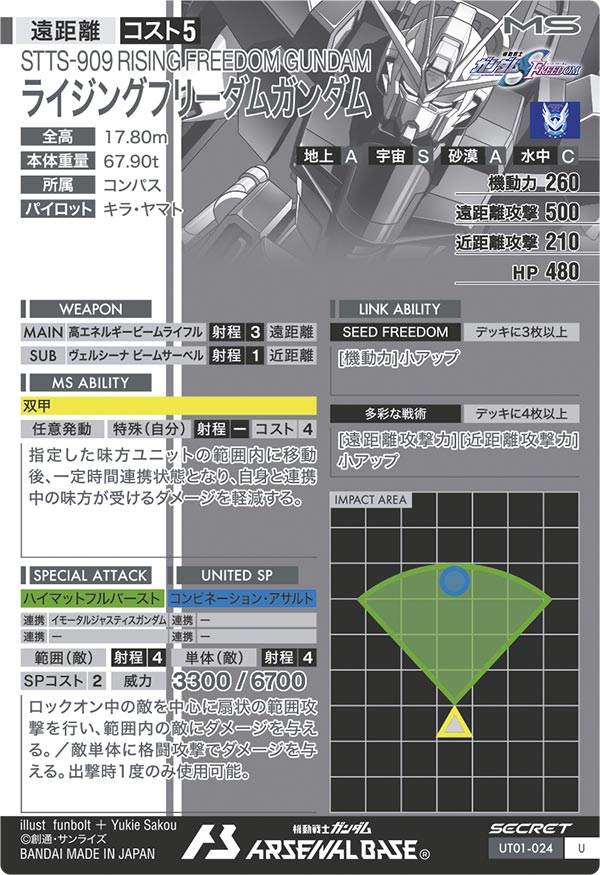 遠距離 コスト5
MS
STTS-909 RISING FREEDOM GUNDAM
ライジングフリーダムガンダム
機動戦士
ガンダム SEED FREEDOM
全高 17.80m
本体重量 67.90t
所属 コンパス
パイロット キラ・ヤマト
地上 A 宇宙 S 砂漠 A 水中 C
機動力 260
遠距離攻撃 500
近距離攻撃 210
HP 480
WEAPON
MAIN 高エネルギービームライフル 射程 3 遠距離
SUB ヴェルシーナ ビームサーベル 射程 1 近距離
MS ABILITY
双甲
任意発動 特殊(自分) 射程 ー コスト 4
指定した味方ユニットの範囲内に移動
後、一定時間連携状態となり、自身と連携
中の味方が受けるダメージを軽減する。
LINK ABILITY
SEED FREEDOM デッキに3枚以上
[機動力]小アップ
多彩な戦術 デッキに4枚以上
[遠距離攻撃力][近距離攻撃力]
小アップ
IMPACT AREA
SPECIAL ATTACK UNITED SP
ハイマットフルバースト コンビネーション・アサルト
連携 イモータルジャスティスガンダム 連携 ー
連携 ー 連携 ー
範囲(敵) 射程 4 単体(敵) 射程 4
SPコスト 2 威力 3300/6700
ロックオン中の敵を中心に扇状の範囲攻
撃を行い、範囲内の敵にダメージを与え
る。／敵単体に格闘攻撃でダメージを与
える。出撃時1度のみ使用可能。
illust funbolt + Yukie Sakou
©創通・サンライズ
BANDAI MADE IN JAPAN
機動戦士ガンダム
ARSENAL BASE®
SECRET
UT01-024 U